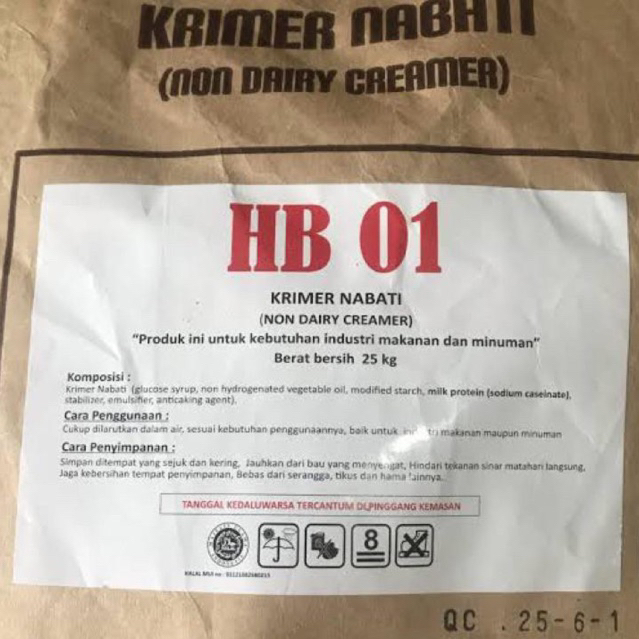 KRIMER NABATI
(NON DAIRY CREAMER)
HB 01
KRIMER NABATI
(NON DAIRY CREAMER)
“Produk ini untuk kebutuhan industri makanan dan minuman”
Berat bersih 25 kg
Komposisi :
Krimer Nabati (glucose syrup, non hydrogenated vegetable oil, modified starch, milk protein (sodium caseinate),
stabilizer, emulsifier, anticaking agent).
Cara Penggunaan :
Cukup dilarutkan dalam air, sesuai kebutuhan penggunaannya, baik untuk industri makanan maupun minuman
Cara Penyimpanan :
Simpan ditempat yang sejuk dan kering, Jauhkan dari bau yang menyengat, Hindari tekanan sinar matahari langsung,
Jaga kebersihan tempat penyimpanan, Bebas dari serangga, tikus dan hama lainnya.
TANGGAL KEDALUWARSA TERCANTUM DI PINGGANG KEMASAN
8
HALAL MUI no :
QC . 25-6-1